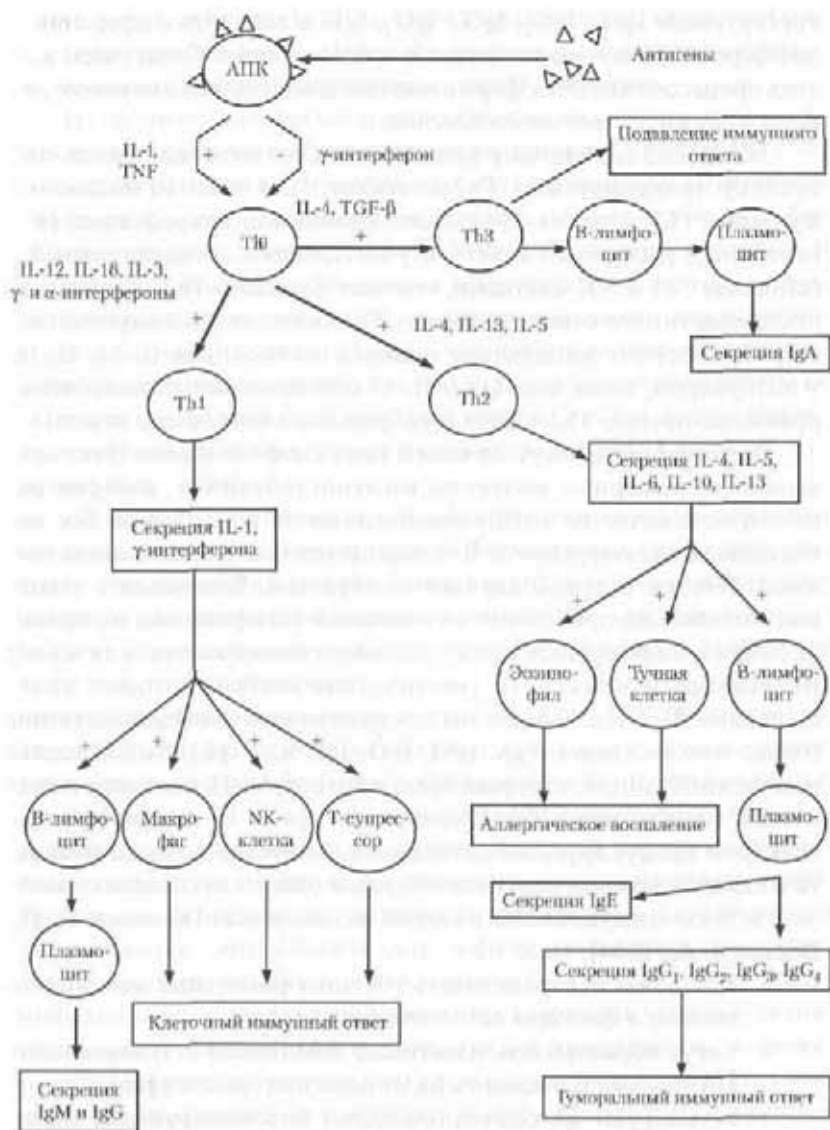 АПК
Антигены
IL-1,
TNF
+
-
γ-интерферон
Подавление иммунного
ответа
IL-4, TGF-β
+
Th0
Th3
В-лимфо-
цит
Плазмо-
цит
IL-12, IL-18, IL-3,
γ- и α-интерфероны
+
+ IL-4, IL-13, IL-5
Секреция IgA
Th1
Th2
Секреция IL-4, IL-5,
IL-6, IL-10, IL-13
Секреция IL-1,
γ-интерферона
+
+
+
Эозино-
фил
Тучная
клетка
В-лимфо-
цит
+
+
+
+
В-лимфо-
цит
Макро-
фаг
NK-
клетка
Т-супрес-
сор
Аллергическое воспаление
Плазмо-
цит
Секреция IgE
Плазмо-
цит
Секреция IgG₁, IgG₂, IgG₃, IgG₄
Клеточный иммунный ответ
Секреция
IgM и IgG
Гуморальный иммунный ответ